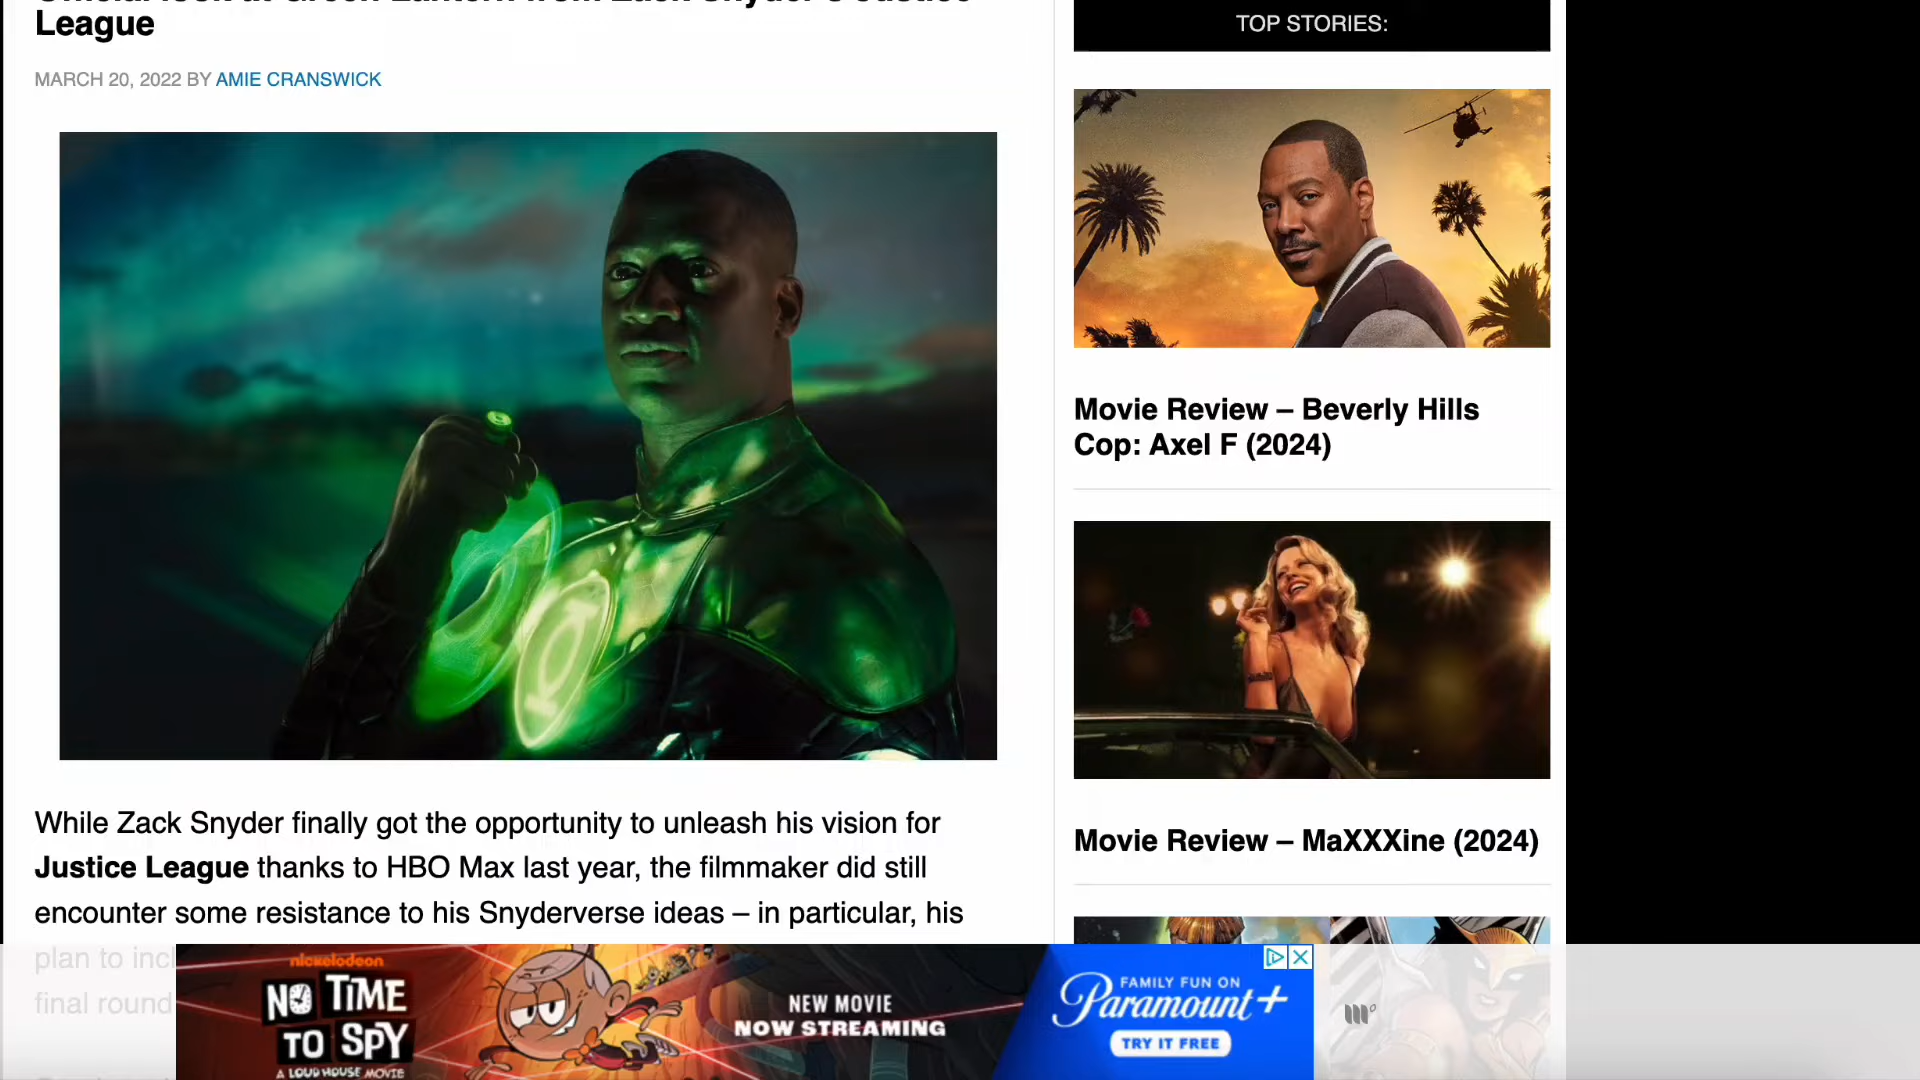 League
MARCH 20, 2022 BY AMIE CRANSWICK
While Zack Snyder finally got the opportunity to unleash his vision for
Justice League thanks to HBO Max last year, the filmmaker did still
encounter some resistance to his Snyderverse ideas – in particular, his
plan to incl
final round
TOP STORIES:
Movie Review – Beverly Hills
Cop: Axel F (2024)
Movie Review – MaXXXine (2024)
nickelodeon
NO TIME
TO SPY
A LOUD HOUSE MOVIE
NEW MOVIE
NOW STREAMING
FAMILY FUN ON
Paramount+
TRY IT FREE